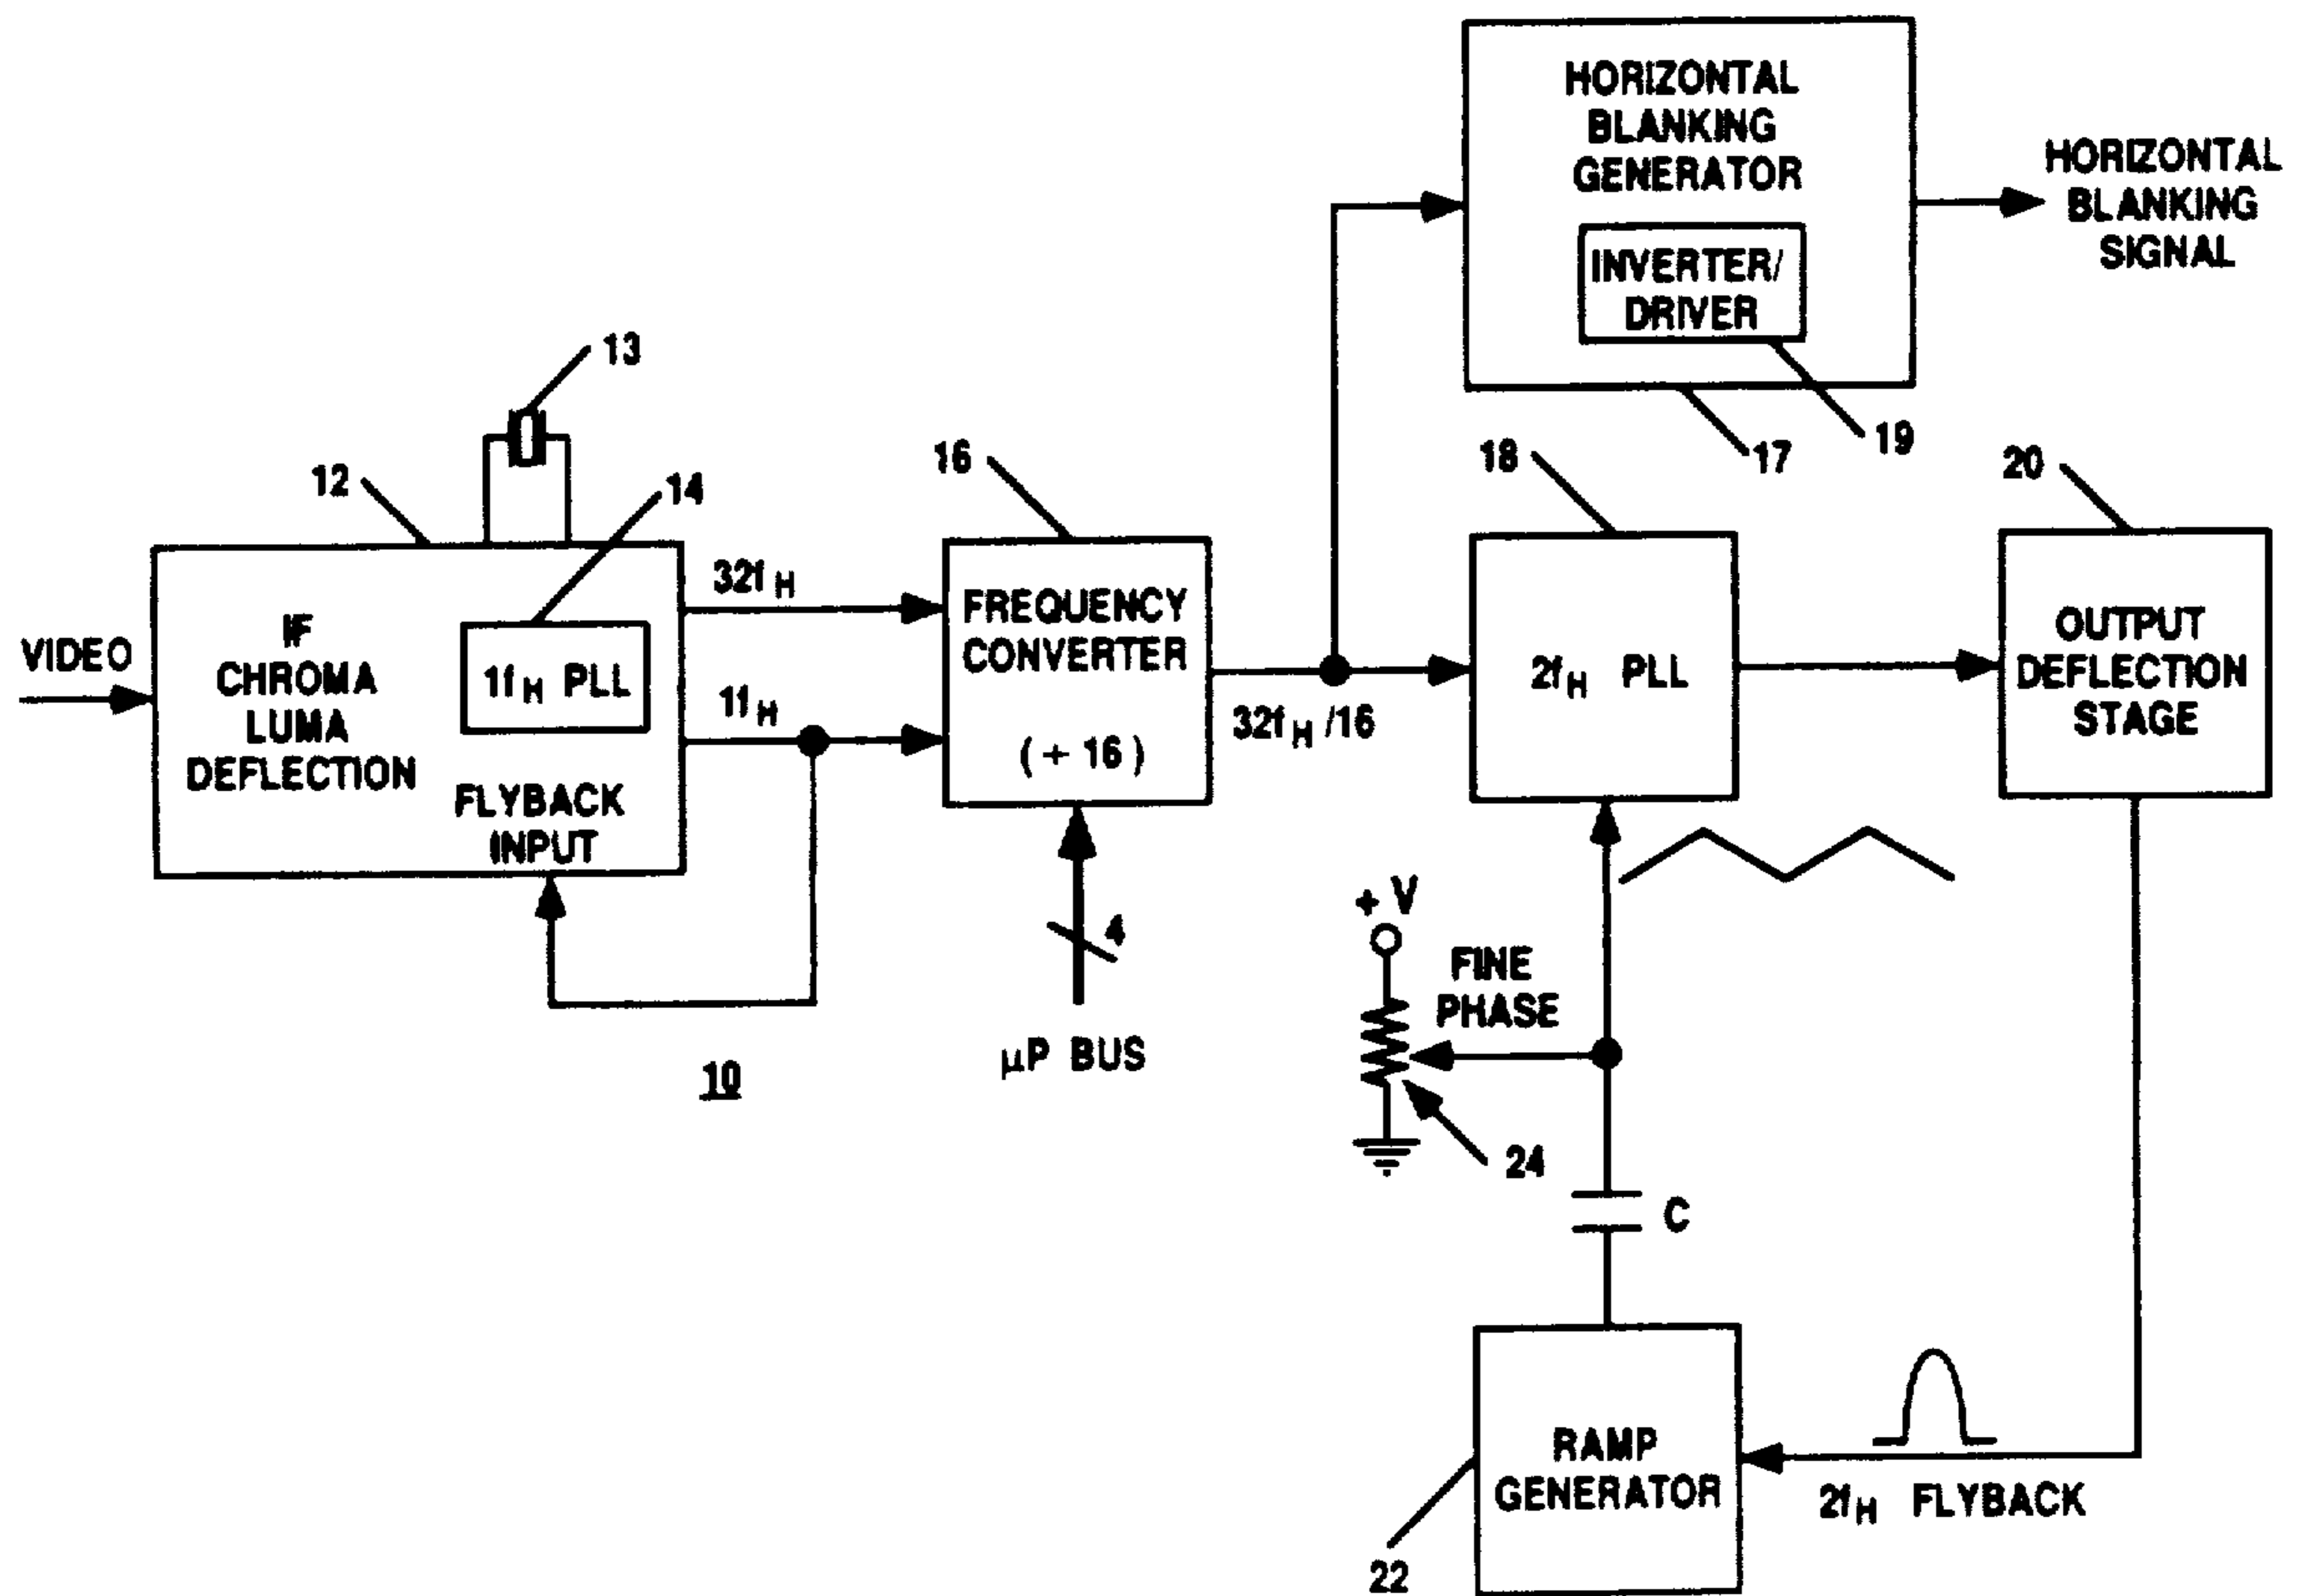 HORIZONTAL
BLANKING
GENERATOR
INVERTER/
DRIVER
HORIZONTAL
BLANKING
SIGNAL
13
12
14
16
18
17
19
20
VIDEO
IF
CHROMA
LUMA
DEFLECTION
1f H PLL
FLYBACK
INPUT
32f H
1f H
FREQUENCY
CONVERTER
( ÷ 16 )
32f H /16
2f H PLL
OUTPUT
DEFLECTION
STAGE
4
μP BUS
10
+ V
FINE
PHASE
24
C
RAMP
GENERATOR
22
2f H FLYBACK